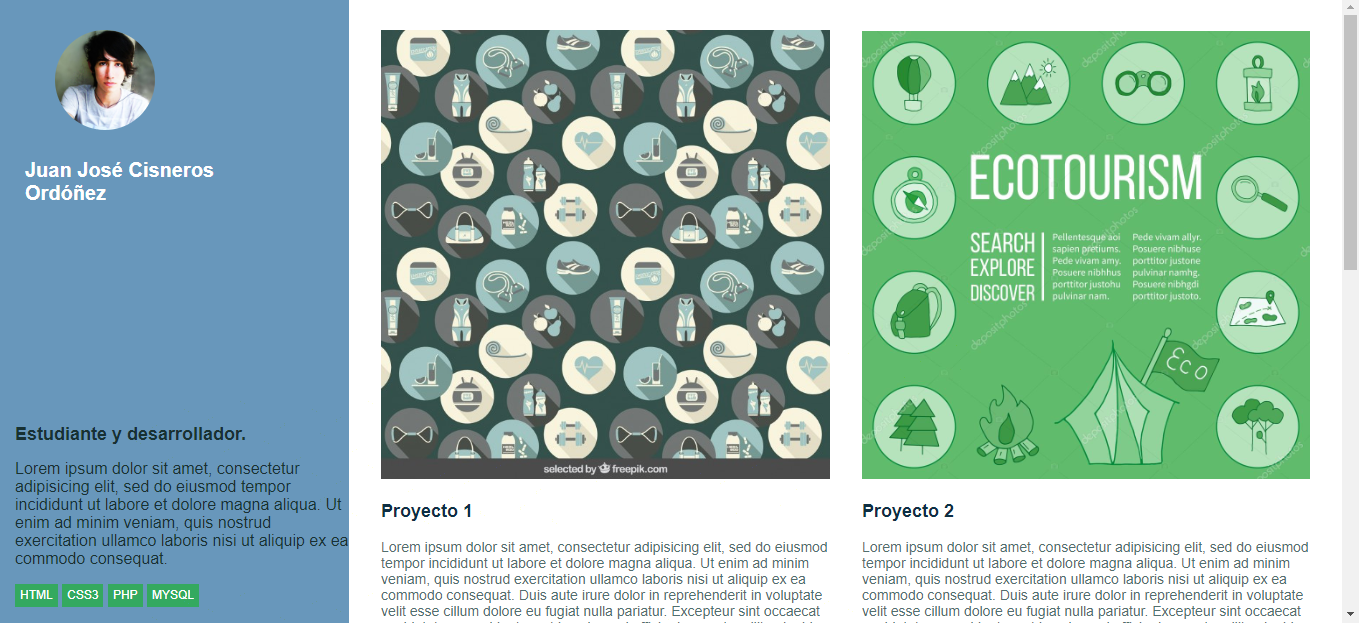 Juan José Cisneros
Ordóñez
Estudiante y desarrollador.
Lorem ipsum dolor sit amet, consectetur
adipisicing elit, sed do eiusmod tempor
incididunt ut labore et dolore magna aliqua. Ut
enim ad minim veniam, quis nostrud
exercitation ullamco laboris nisi ut aliquip ex ea
commodo consequat.
HTML CSS3 PHP MYSQL
selected by freepik.com
Proyecto 1
Lorem ipsum dolor sit amet, consectetur adipisicing elit, sed do eiusmod
tempor incididunt ut labore et dolore magna aliqua. Ut enim ad minim
veniam, quis nostrud exercitation ullamco laboris nisi ut aliquip ex ea
commodo consequat. Duis aute irure dolor in reprehenderit in voluptate
velit esse cillum dolore eu fugiat nulla pariatur. Excepteur sint occaecat
ECOTOURISM
SEARCH
EXPLORE
DISCOVER
Pellentesque aoi
sapien pretiums.
Pede vivam amy.
Posuere nibhhus
porttitor justohu
pulvinar nam.
Pede vivam allyr.
Posuere nibhuse
porttitor justone
pulvinar namhg.
Posuere nibhgdi
porttitor justoto.
Eco
depositphotos
Proyecto 2
Lorem ipsum dolor sit amet, consectetur adipisicing elit, sed do eiusmod
tempor incididunt ut labore et dolore magna aliqua. Ut enim ad minim
veniam, quis nostrud exercitation ullamco laboris nisi ut aliquip ex ea
commodo consequat. Duis aute irure dolor in reprehenderit in voluptate
velit esse cillum dolore eu fugiat nulla pariatur. Excepteur sint occaecat